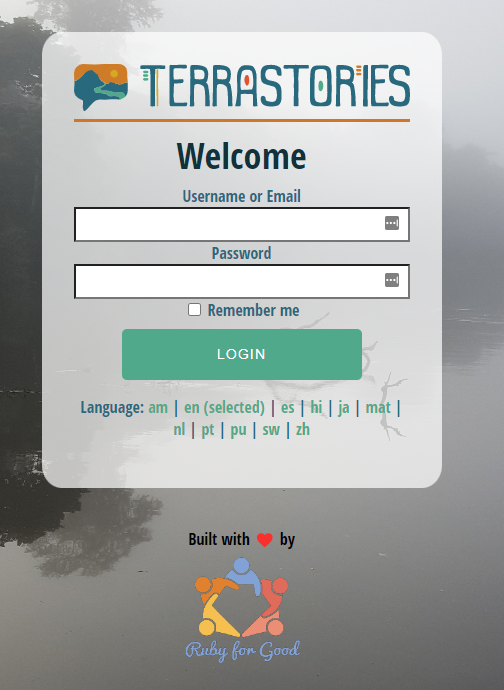 TERRASTORIES
Welcome
Username or Email
Password
Remember me
LOGIN
Language: am | en (selected) | es | hi | ja | mat |
nl | pt | pu | sw | zh
Built with ❤ by
Ruby for Good